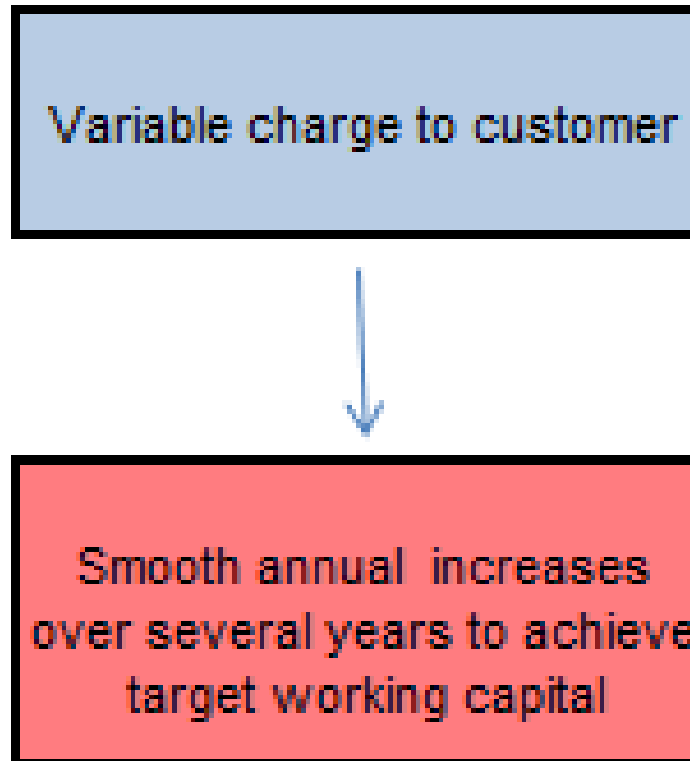 Variable charge to customer
Smooth annual increases
over several years to achieve
target working capital